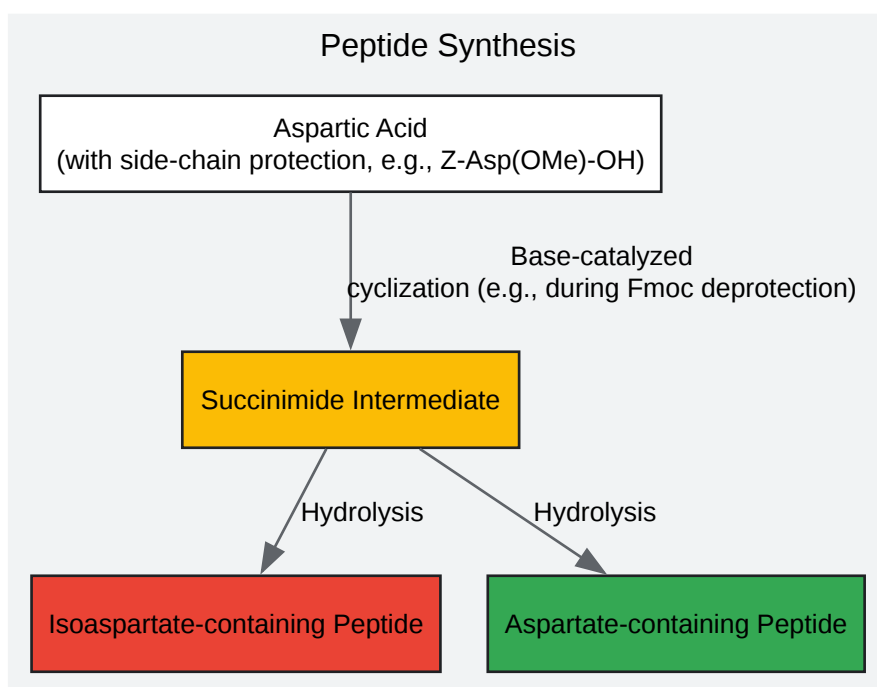 Peptide Synthesis
Aspartic Acid
(with side-chain protection, e.g., Z-Asp(OMe)-OH)
Base-catalyzed
cyclization (e.g., during Fmoc deprotection)
Succinimide Intermediate
Hydrolysis
Hydrolysis
Isoaspartate-containing Peptide
Aspartate-containing Peptide